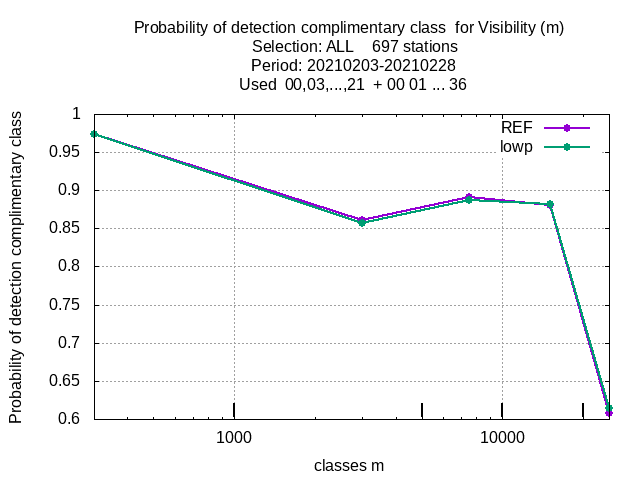 Probability of detection complimentary class  for Visibility (m)
Selection: ALL    697 stations
Period: 20210203-20210228
Used  00,03,...,21  + 00 01 ... 36
Probability of detection complimentary class
1
0.95
0.9
0.85
0.8
0.75
0.7
0.65
0.6
REF
lowp
1000
10000
classes m